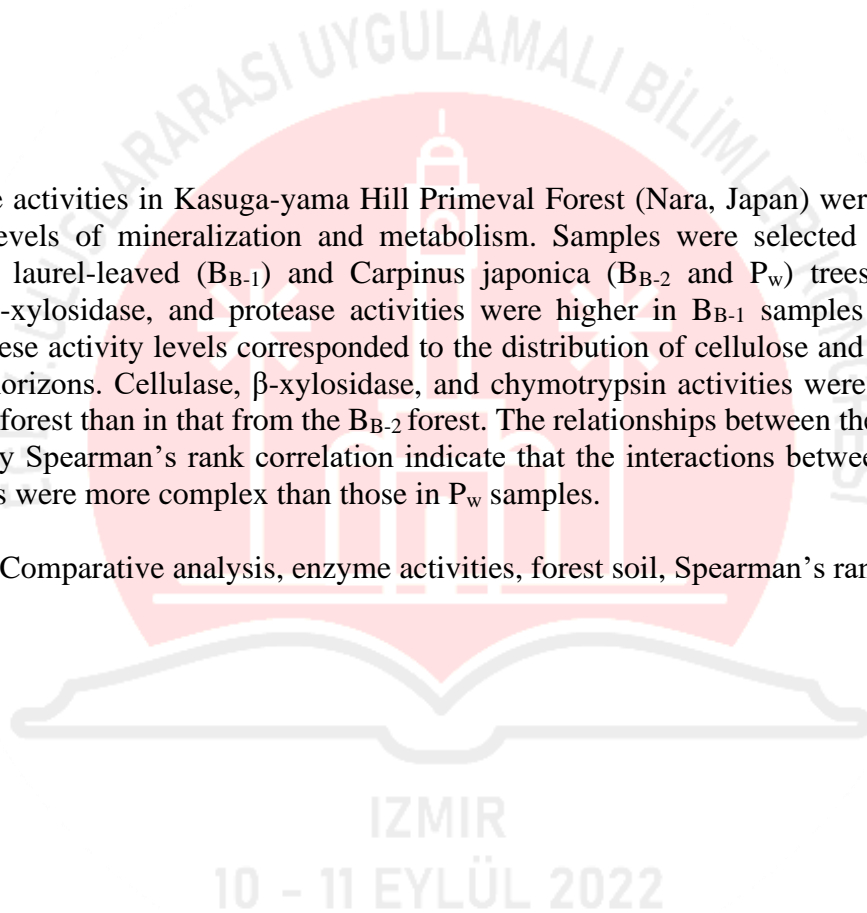 ULUSLARARASI UYGULAMALI BİLİMLER KONGRESİ
e activities in Kasuga-yama Hill Primeval Forest (Nara, Japan) wer
evels of mineralization and metabolism. Samples were selected
laurel-leaved (BB-1) and Carpinus japonica (BB-2 and Pw) trees
-xylosidase, and protease activities were higher in BB-1 samples
ese activity levels corresponded to the distribution of cellulose and
horizons. Cellulase, β-xylosidase, and chymotrypsin activities were
forest than in that from the BB-2 forest. The relationships between the
y Spearman’s rank correlation indicate that the interactions betwee
s were more complex than those in Pw samples.
Comparative analysis, enzyme activities, forest soil, Spearman’s ran
IZMIR
10 - 11 EYLÜL 2022